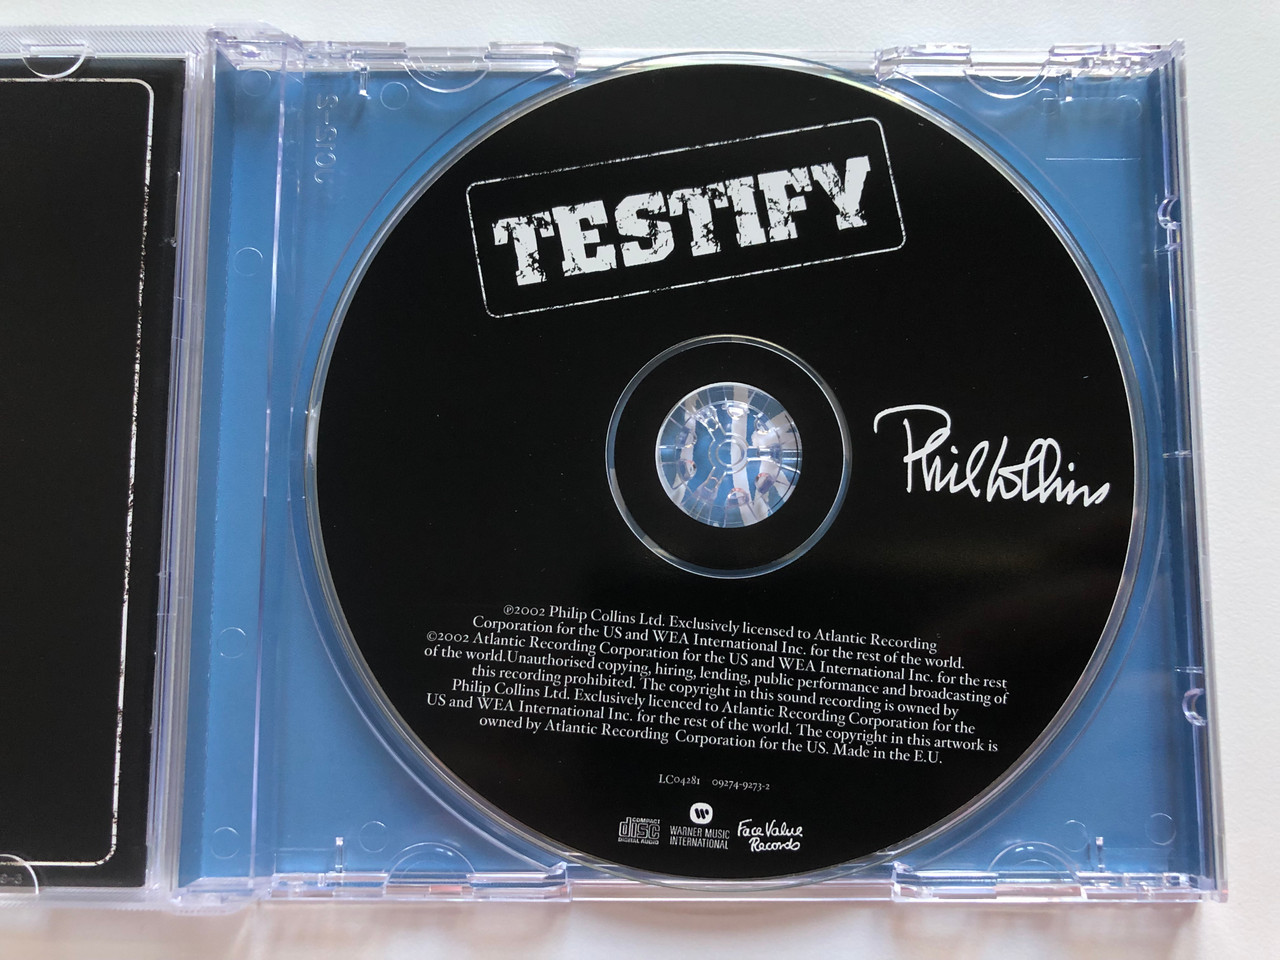 TESTIFY
Phil Collins
℗2002 Philip Collins Ltd. Exclusively licensed to Atlantic Recording
Corporation for the US and WEA International Inc. for the rest of the world.
©2002 Atlantic Recording Corporation for the US and WEA International Inc. for the rest
of the world.Unauthorised copying, hiring, lending, public performance and broadcasting of
this recording prohibited. The copyright in this sound recording is owned by
Philip Collins Ltd. Exclusively licenced to Atlantic Recording Corporation for the
US and WEA International Inc. for the rest of the world. The copyright in this artwork is
owned by Atlantic Recording Corporation for the US. Made in the E.U.
LC04281 09274-9273-2
COMPACT
disc
DIGITAL AUDIO
WARNER MUSIC
INTERNATIONAL
Face Value
Records